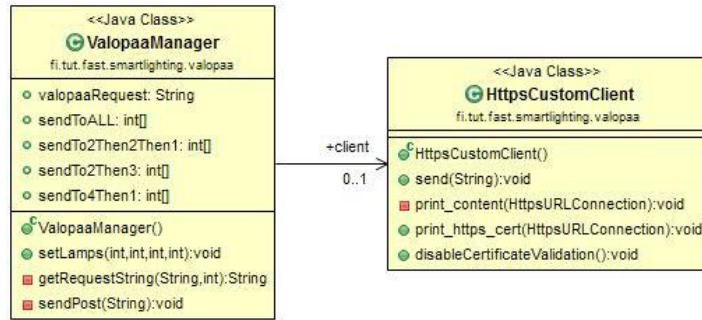 <<Java Class>>
ValopaaManager
fi.tut.fast.smartlighting.valopaa
valopaaRequest: String
sendToALL: int[]
sendTo2Then2Then1: int[]
sendTo2Then3: int[]
sendTo4Then1: int[]
ValopaaManager()
setLamps(int,int,int,int):void
getRequestString(String,int):String
sendPost(String):void
+client
0..1
<<Java Class>>
HttpsCustomClient
fi.tut.fast.smartlighting.valopaa
HttpsCustomClient()
send(String):void
print_content(HttpsURLConnection):void
print_https_cert(HttpsURLConnection):void
disableCertificateValidation():void